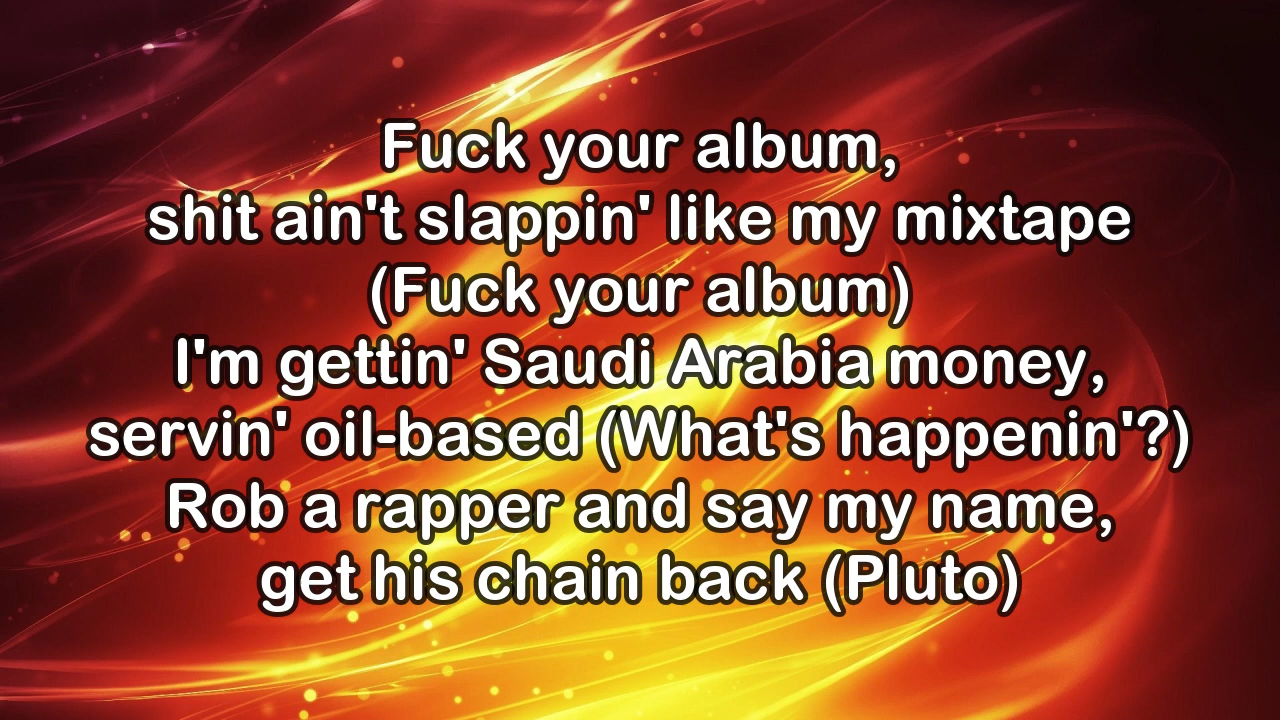 Fuck your album,
shit ain't slappin' like my mixtape
(Fuck your album)
I'm gettin' Saudi Arabia money,
servin' oil-based (What's happenin'?)
Rob a rapper and say my name,
get his chain back (Pluto)